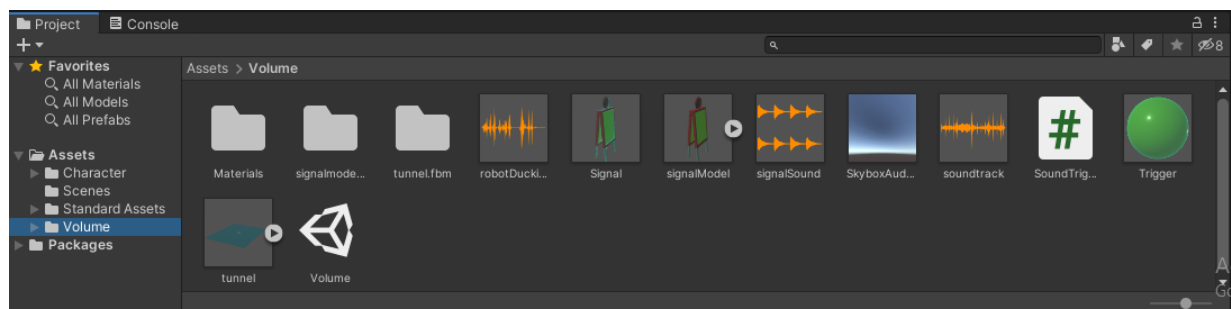 Project Console
8
Favorites
All Materials
All Models
All Prefabs
Assets
Character
Scenes
Standard Assets
Volume
Packages
Assets > Volume
Materials signalmode... tunnel.fbm robotDucki... Signal signalModel signalSound SkyboxAud... soundtrack SoundTrig... Trigger
tunnel Volume
A
Go